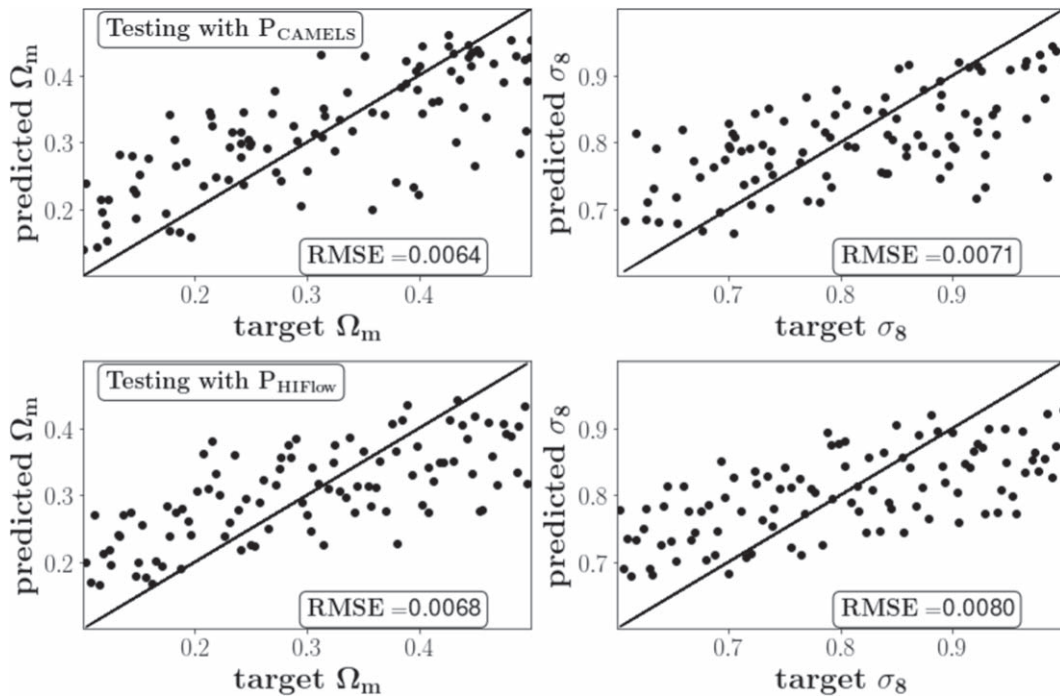 Testing with P_CAMELS
predicted Ω_m
0.4
0.3
0.2
RMSE =0.0064
0.2
0.4
target Ω_m
predicted σ_8
0.9
0.8
0.7
RMSE =0.0071
0.7
0.8
0.9
target σ_8
Testing with P_HIFlow
predicted Ω_m
0.4
0.3
0.2
RMSE =0.0068
0.2
0.3
0.4
target Ω_m
predicted σ_8
0.9
0.8
0.7
RMSE =0.0080
0.7
0.8
0.9
target σ_8